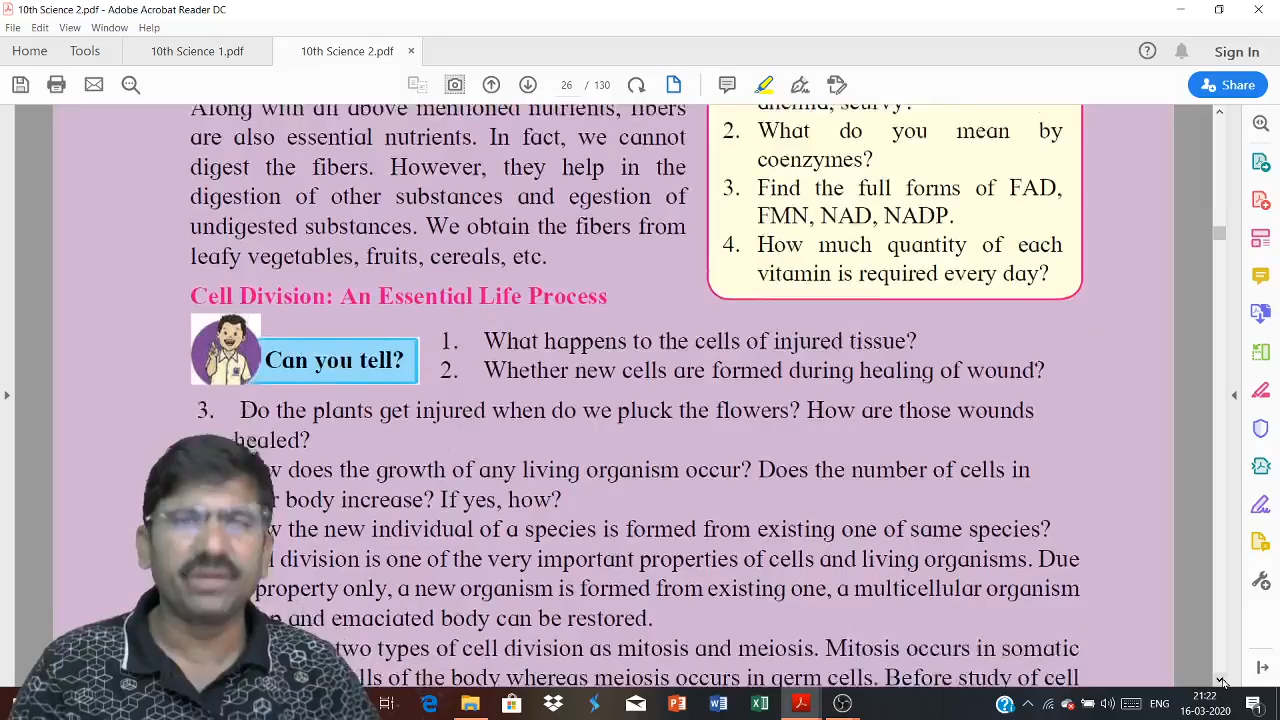 10th Science 2.pdf - Adobe Acrobat Reader DC
File Edit View Window Help
Home Tools 10th Science 1.pdf 10th Science 2.pdf × Sign In
26 / 130 Share
Along with all above mentioned nutrients, fibers
are also essential nutrients. In fact, we cannot
digest the fibers. However, they help in the
digestion of other substances and egestion of
undigested substances. We obtain the fibers from
leafy vegetables, fruits, cereals, etc.
anemia, scurvy?
2. What do you mean by
coenzymes?
3. Find the full forms of FAD,
FMN, NAD, NADP.
4. How much quantity of each
vitamin is required every day?
Cell Division: An Essential Life Process
Can you tell?
1. What happens to the cells of injured tissue?
2. Whether new cells are formed during healing of wound?
3. Do the plants get injured when do we pluck the flowers? How are those wounds
healed?
does the growth of any living organism occur? Does the number of cells in
body increase? If yes, how?
the new individual of a species is formed from existing one of same species?
division is one of the very important properties of cells and living organisms. Due
property only, a new organism is formed from existing one, a multicellular organism
and emaciated body can be restored.
two types of cell division as mitosis and meiosis. Mitosis occurs in somatic
of the body whereas meiosis occurs in germ cells. Before study of cell
ENG
21:22
16-03-2020